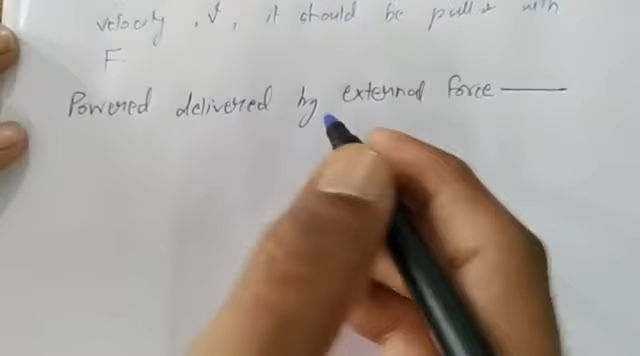 velocity , v , it should be pulled with
F
Powered delivered by external force —